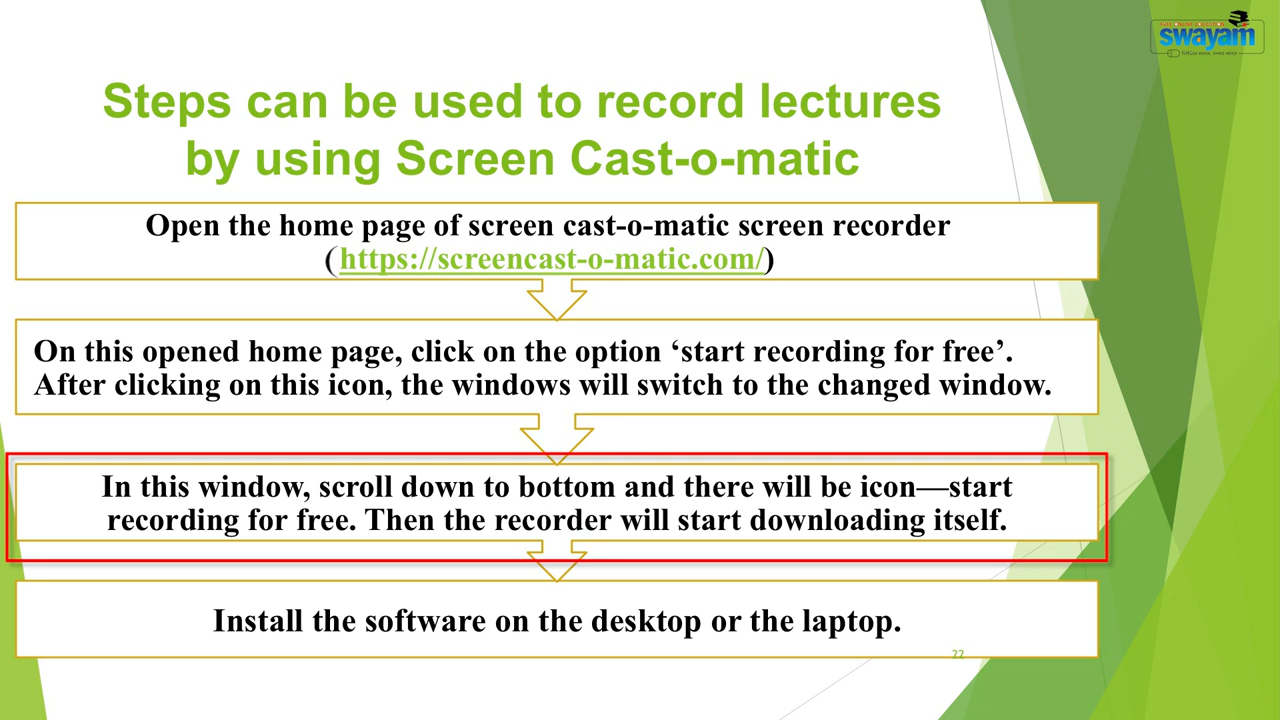 swayam
Steps can be used to record lectures
by using Screen Cast-o-matic
Open the home page of screen cast-o-matic screen recorder
(https://screencast-o-matic.com/)
On this opened home page, click on the option ‘start recording for free’.
After clicking on this icon, the windows will switch to the changed window.
In this window, scroll down to bottom and there will be icon—start
recording for free. Then the recorder will start downloading itself.
Install the software on the desktop or the laptop.
22